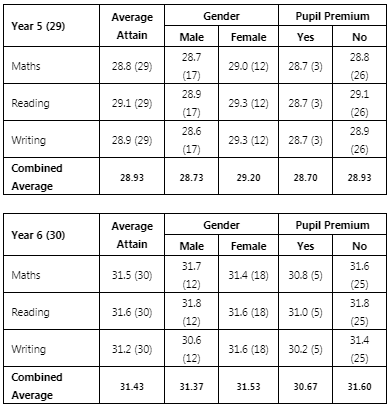 Year 5 (29) Average Attain Gender Pupil Premium
Male Female Yes No
Maths 28.8 (29) 28.7 (17) 29.0 (12) 28.7 (3) 28.8 (26)
Reading 29.1 (29) 28.9 (17) 29.3 (12) 28.7 (3) 29.1 (26)
Writing 28.9 (29) 28.6 (17) 29.3 (12) 28.7 (3) 28.9 (26)
Combined Average 28.93 28.73 29.20 28.70 28.93
Year 6 (30) Average Attain Gender Pupil Premium
Male Female Yes No
Maths 31.5 (30) 31.7 (12) 31.4 (18) 30.8 (5) 31.6 (25)
Reading 31.6 (30) 31.8 (12) 31.6 (18) 31.0 (5) 31.8 (25)
Writing 31.2 (30) 30.6 (12) 31.6 (18) 30.2 (5) 31.4 (25)
Combined Average 31.43 31.37 31.53 30.67 31.60